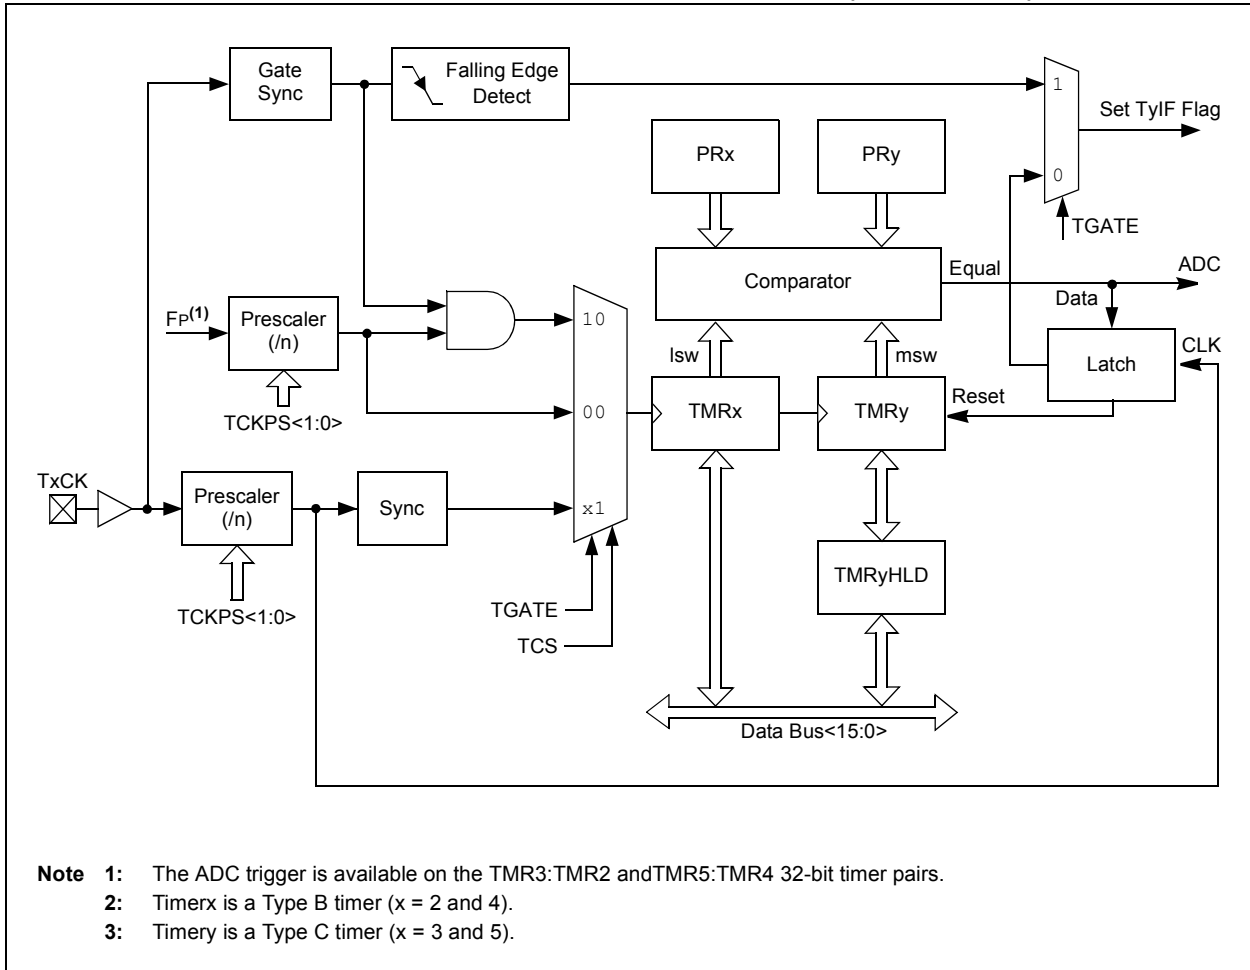 Gate
Sync
Falling Edge
Detect
1
Set TyIF Flag
PRx
PRy
0
TGATE
Comparator
Equal
ADC
Data
FP(1)
Prescaler
(/n)
10
lsw
msw
Latch
CLK
TCKPS<1:0>
00
TMRx
TMRy
Reset
TxCK
Prescaler
(/n)
Sync
x1
TMRyHLD
TCKPS<1:0>
TGATE
TCS
Data Bus<15:0>
Note 1: The ADC trigger is available on the TMR3:TMR2 andTMR5:TMR4 32-bit timer pairs.
2: Timerx is a Type B timer (x = 2 and 4).
3: Timery is a Type C timer (x = 3 and 5).